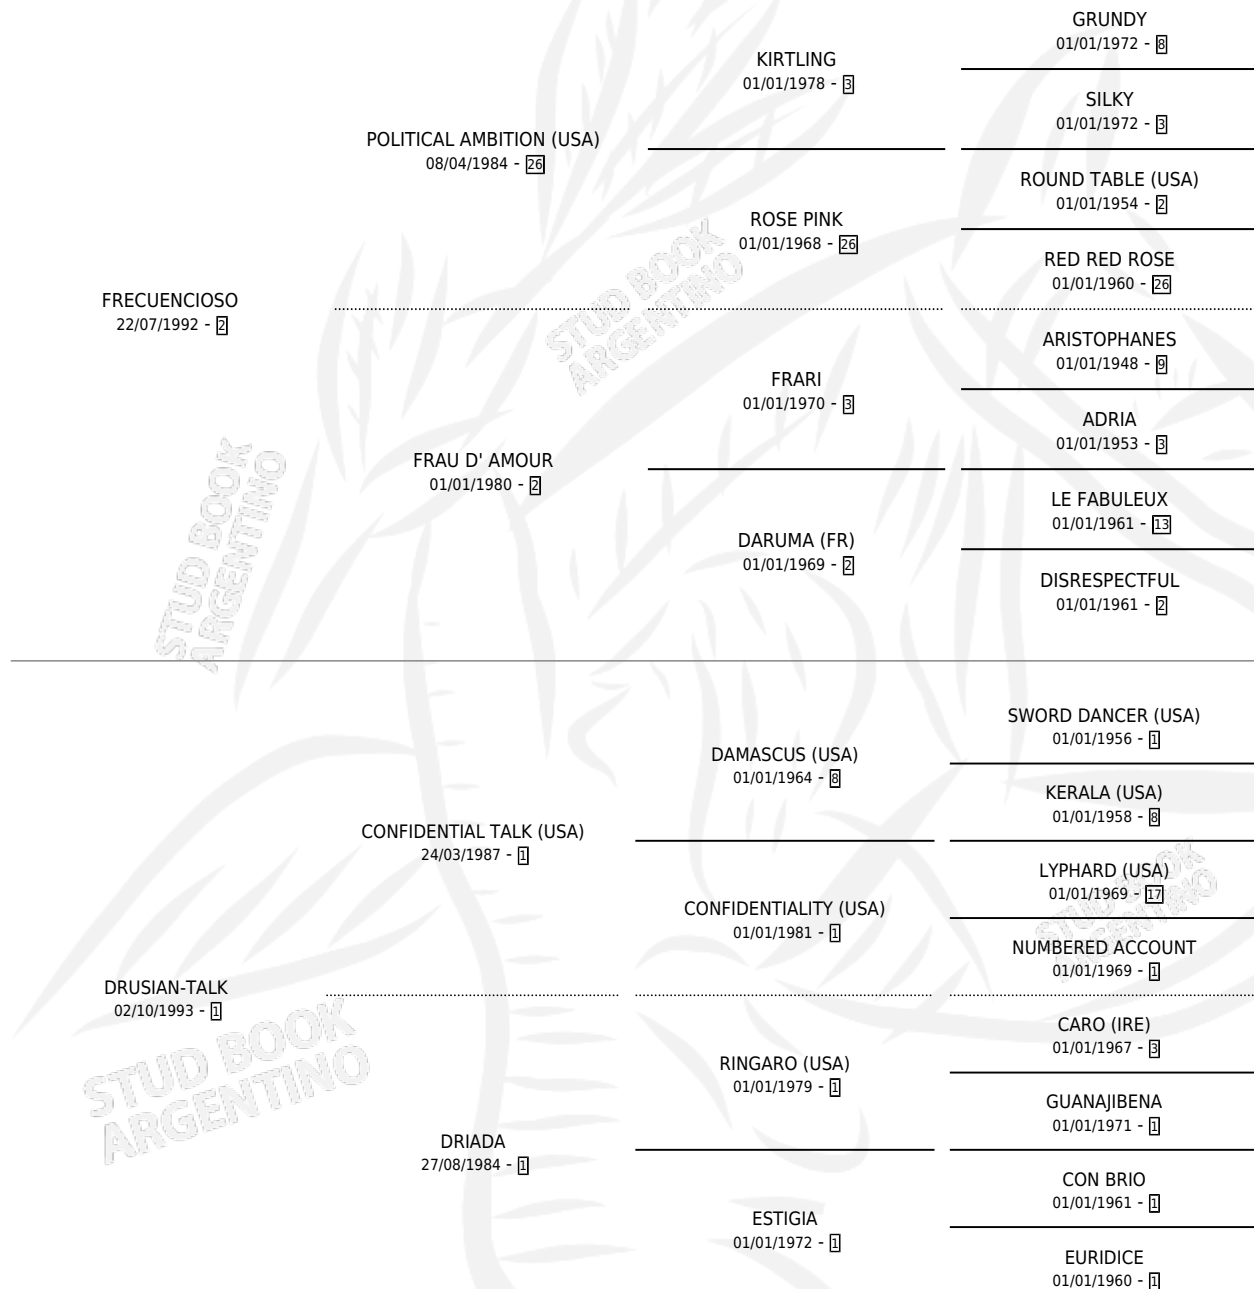 GRUNDY
01/01/1972 - 8
KIRTLING
01/01/1978 - 3
SILKY
01/01/1972 - 3
POLITICAL AMBITION (USA)
08/04/1984 - 26
ROUND TABLE (USA)
01/01/1954 - 2
ROSE PINK
01/01/1968 - 26
RED RED ROSE
01/01/1960 - 26
FRECUENCIOSO
22/07/1992 - 2
ARISTOPHANES
01/01/1948 - 9
FRARI
01/01/1970 - 3
ADRIA
01/01/1953 - 3
FRAU D' AMOUR
01/01/1980 - 2
LE FABULEUX
01/01/1961 - 13
DARUMA (FR)
01/01/1969 - 2
DISRESPECTFUL
01/01/1961 - 2
SWORD DANCER (USA)
01/01/1956 - 1
DAMASCUS (USA)
01/01/1964 - 8
KERALA (USA)
01/01/1958 - 8
CONFIDENTIAL TALK (USA)
24/03/1987 - 1
LYPHARD (USA)
01/01/1969 - 17
CONFIDENTIALITY (USA)
01/01/1981 - 1
NUMBERED ACCOUNT
01/01/1969 - 1
DRUSIAN-TALK
02/10/1993 - 1
CARO (IRE)
01/01/1967 - 3
RINGARO (USA)
01/01/1979 - 1
GUANAJIBENA
01/01/1971 - 1
DRIADA
27/08/1984 - 1
CON BRIO
01/01/1961 - 1
ESTIGIA
01/01/1972 - 1
EURIDICE
01/01/1960 - 1
STUD BOOK
ARGENTINO
STUD BOOK
ARGENTINO
STUD BOOK
ARGENTINO
STUD BOOK
ARGENTINO